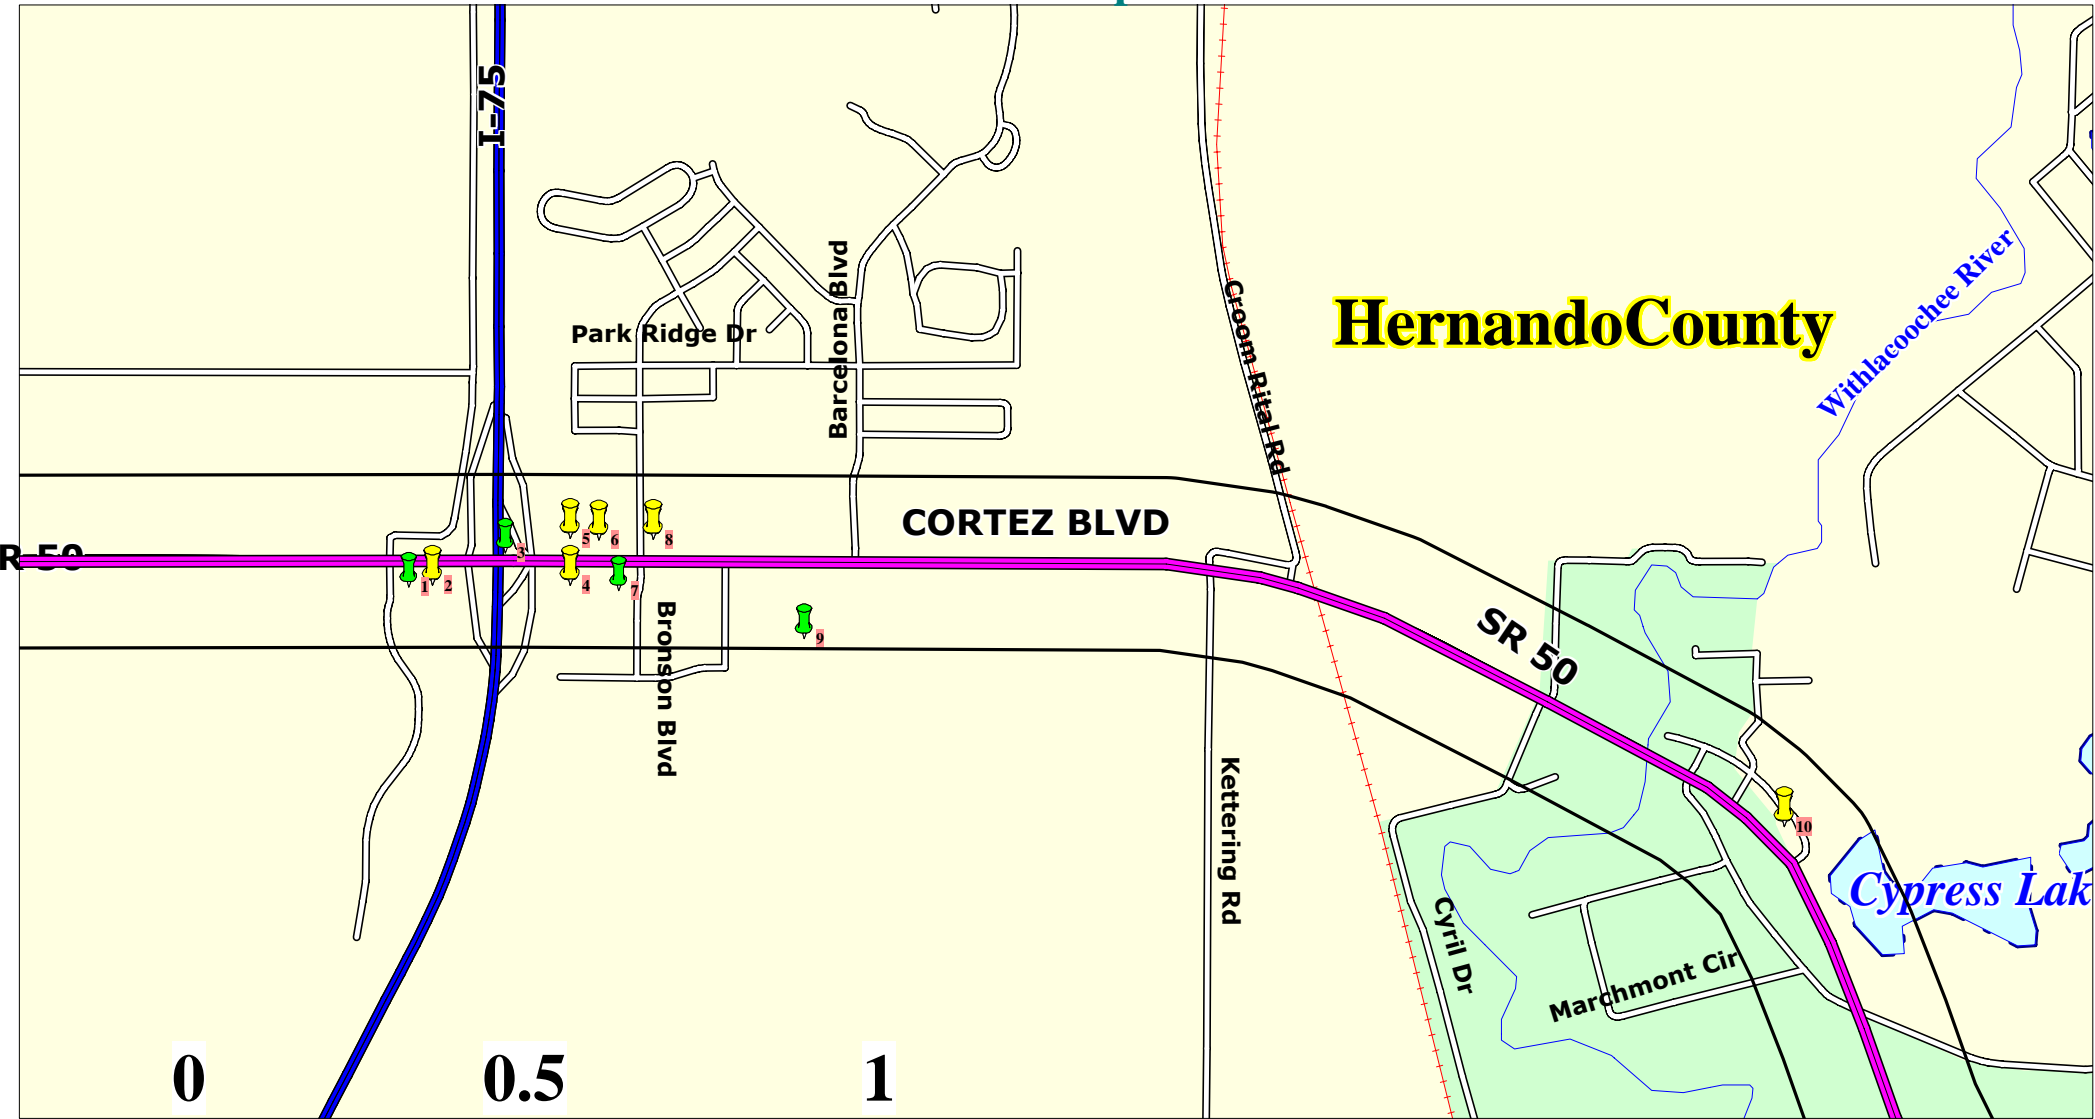 I-75
Park Ridge Dr
Barcelona Blvd
Croom Rital Rd
HernandoCounty
Withlacoochee River
CORTEZ BLVD
R 50
1
2
3
4
5
6
7
8
9
SR 50
Bronson Blvd
Kettering Rd
10
Cypress Lak
Cyril Dr
Marchmont Cir
0
0.5
1